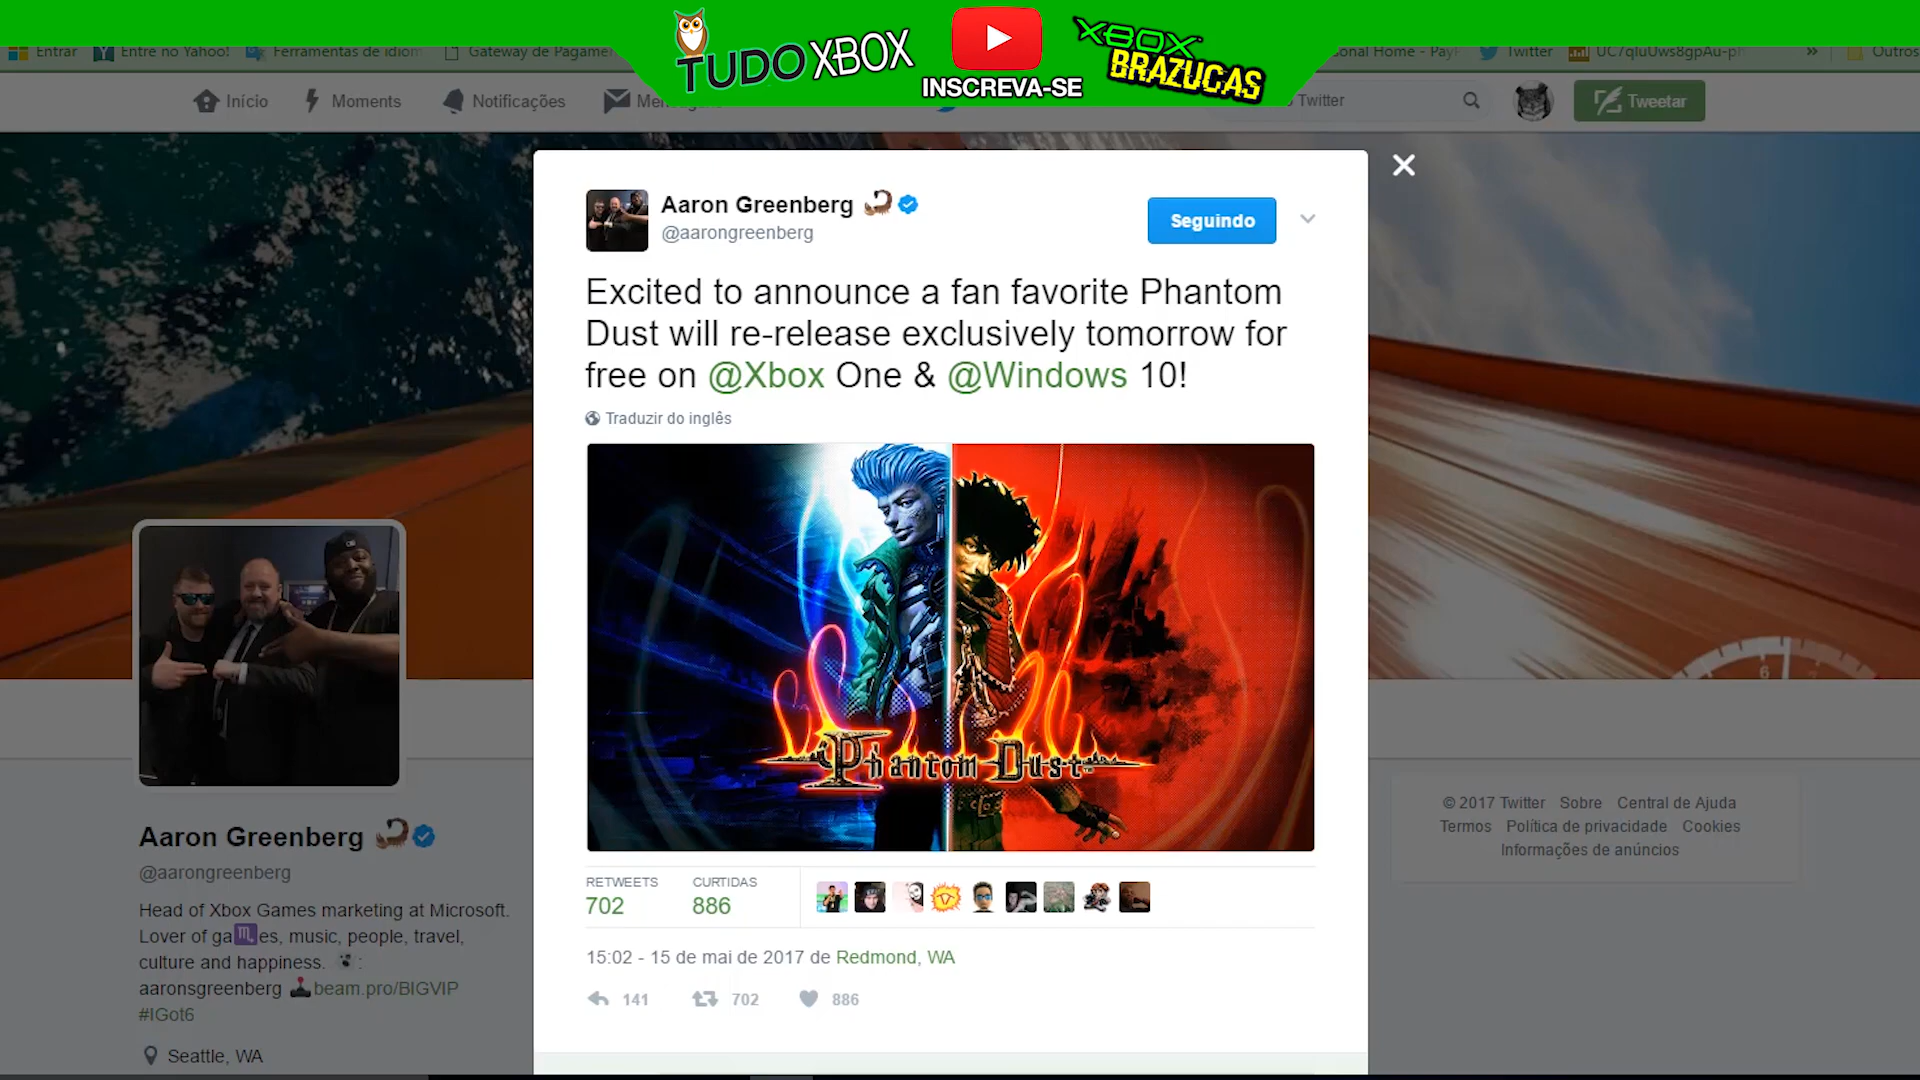 TUDO XBOX
INSCREVA-SE
XBOX
BRAZUCAS
Entrar
Entre no Yahoo!
Ferramentas de idiom
Gateway de Pagame
onal Home - Pay
Twitter
Outros
Início
Moments
Notificações
Twitter
Tweetar
Aaron Greenberg
@aarongreenberg
Seguindo
Excited to announce a fan favorite Phantom
Dust will re-release exclusively tomorrow for
free on @Xbox One & @Windows 10!
Traduzir do inglês
Phantom Dust
RETWEETS
702
CURTIDAS
886
15:02 - 15 de mai de 2017 de Redmond, WA
141
702
886
Aaron Greenberg
@aarongreenberg
Head of Xbox Games marketing at Microsoft.
Lover of ga♏es, music, people, travel,
culture and happiness. :
aaronsgreenberg beam.pro/BIGVIP
#IGot6
Seattle, WA
© 2017 Twitter Sobre Central de Ajuda
Termos Política de privacidade Cookies
Informações de anúncios